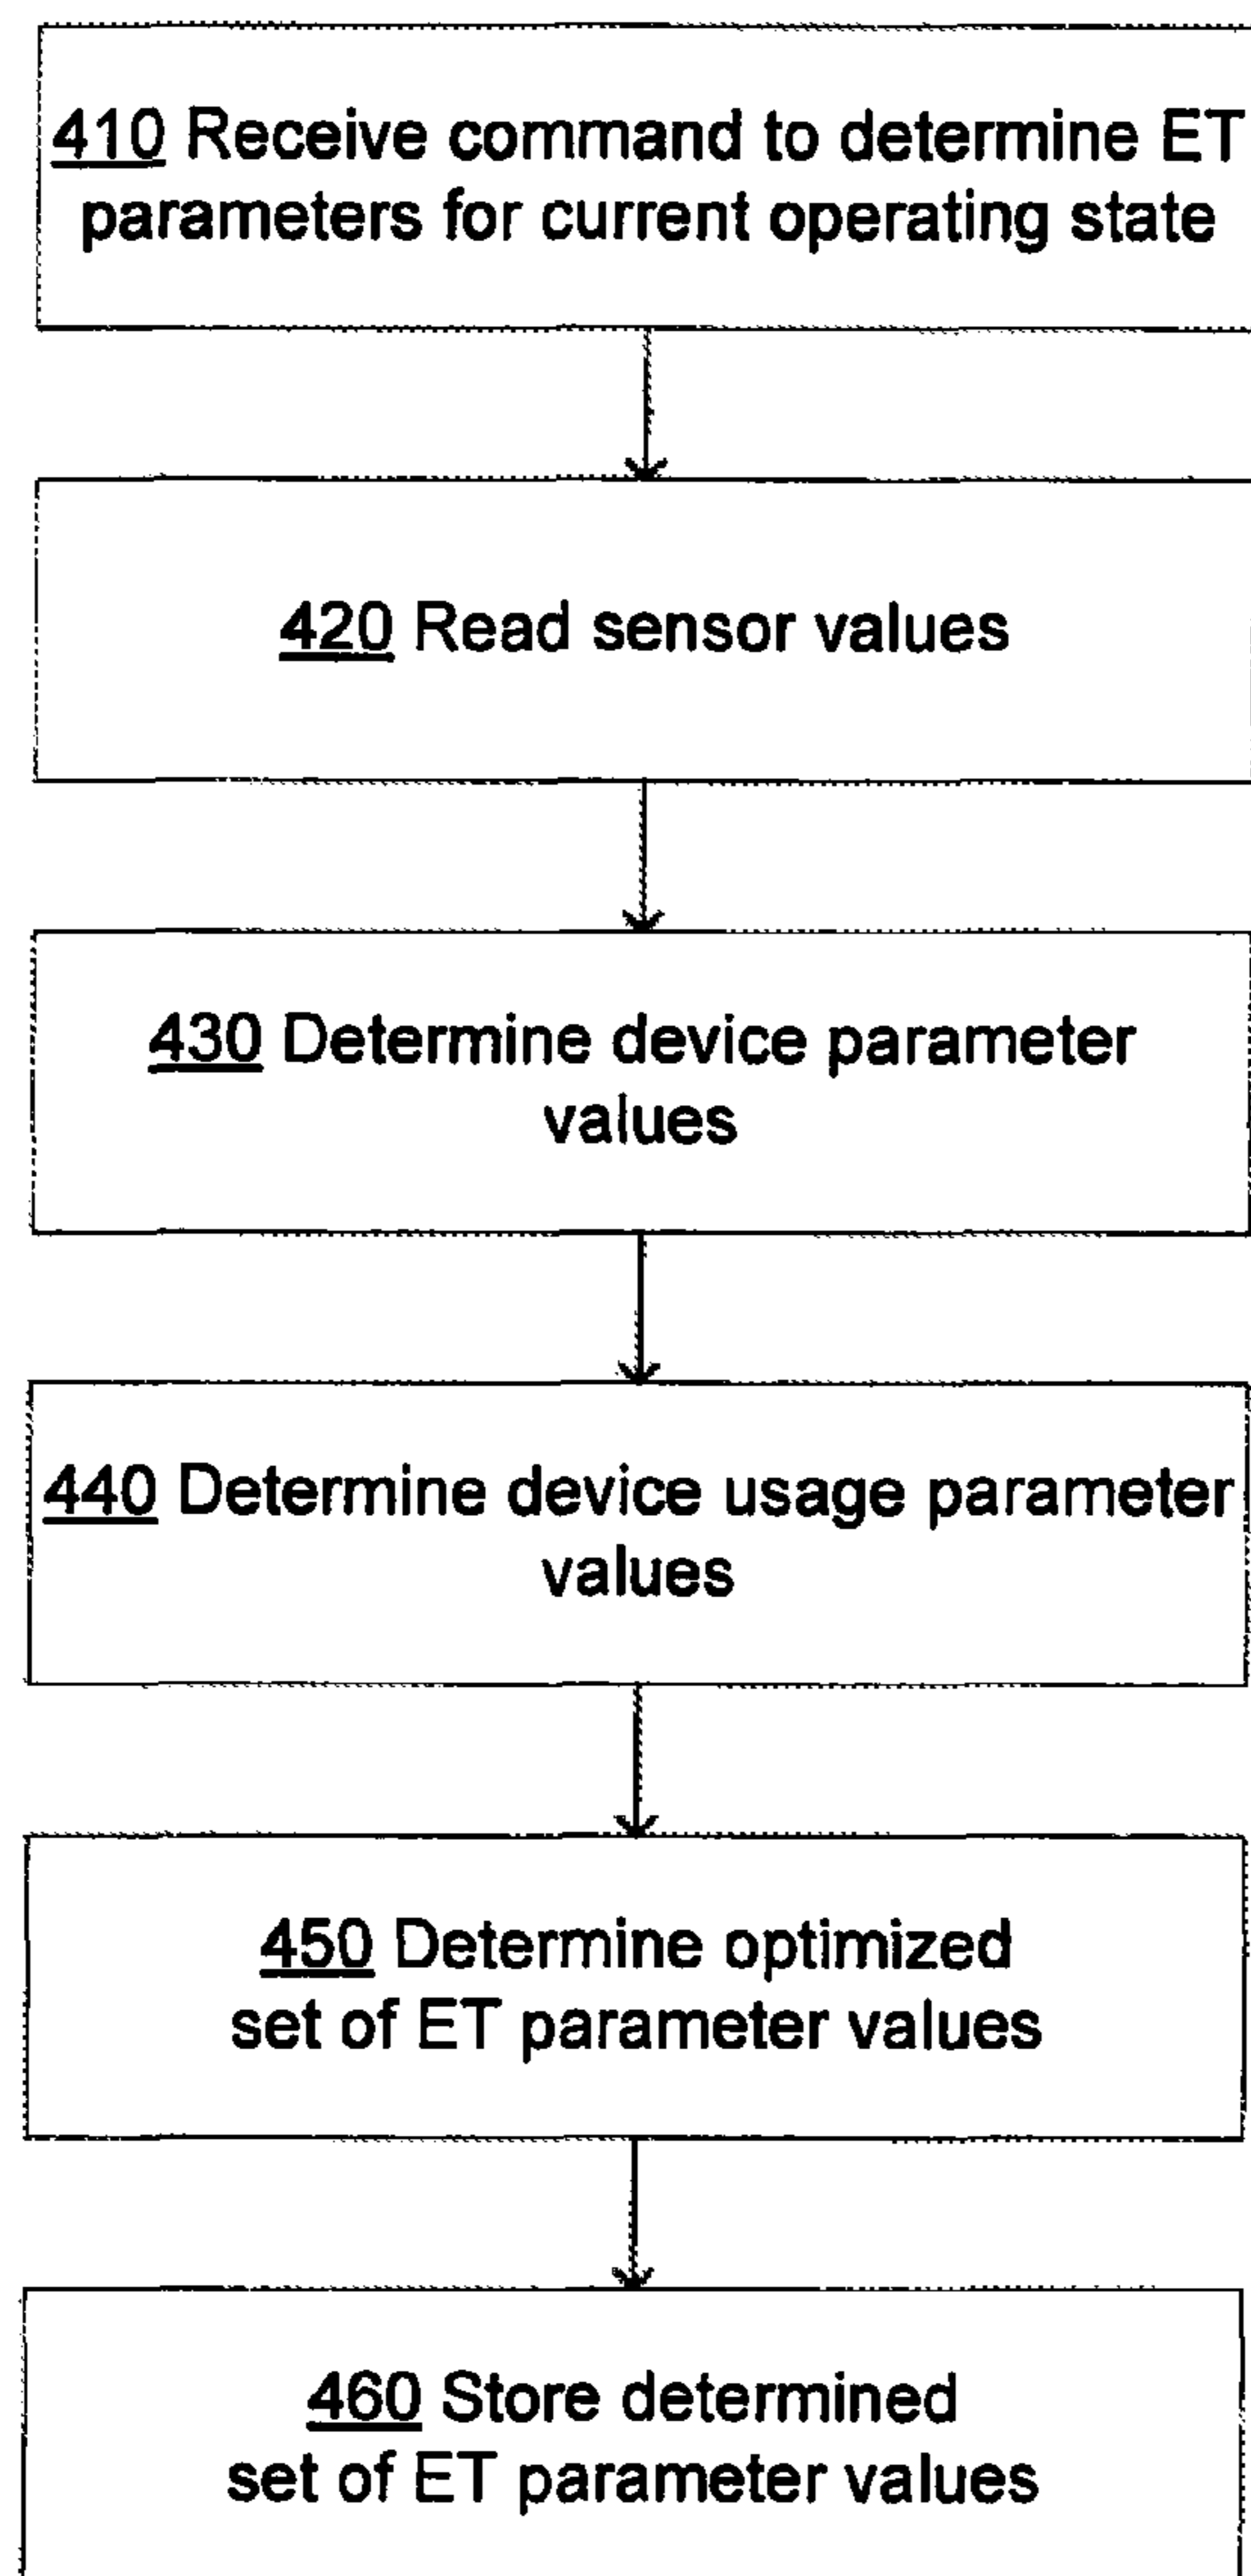 410 Receive command to determine ET
parameters for current operating state
420 Read sensor values
430 Determine device parameter
values
440 Determine device usage parameter
values
450 Determine optimized
set of ET parameter values
460 Store determined
set of ET parameter values